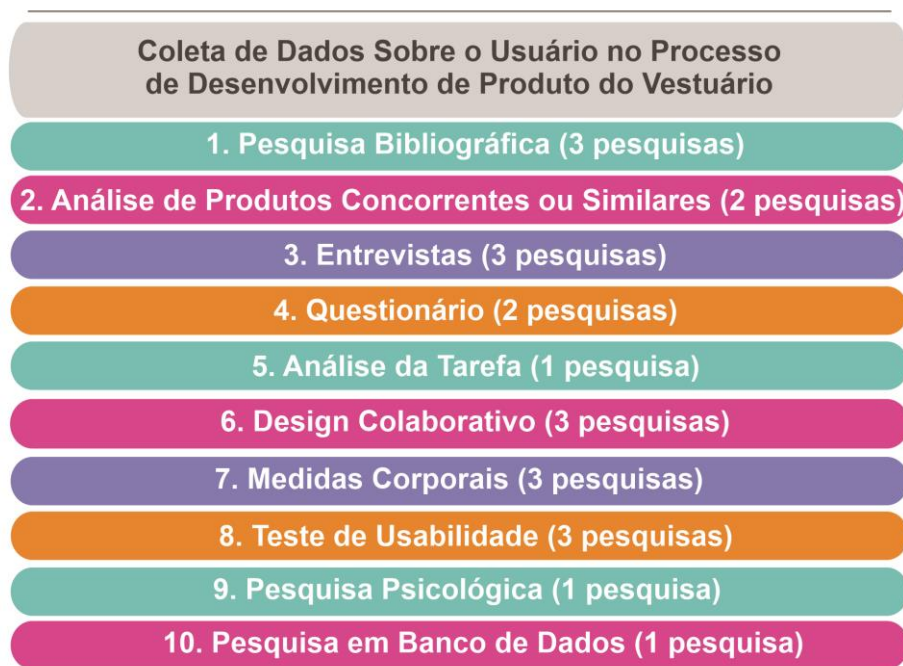 Coleta de Dados Sobre o Usuário no Processo
de Desenvolvimento de Produto do Vestuário
1. Pesquisa Bibliográfica (3 pesquisas)
2. Análise de Produtos Concorrentes ou Similares (2 pesquisas)
3. Entrevistas (3 pesquisas)
4. Questionário (2 pesquisas)
5. Análise da Tarefa (1 pesquisa)
6. Design Colaborativo (3 pesquisas)
7. Medidas Corporais (3 pesquisas)
8. Teste de Usabilidade (3 pesquisas)
9. Pesquisa Psicológica (1 pesquisa)
10. Pesquisa em Banco de Dados (1 pesquisa)